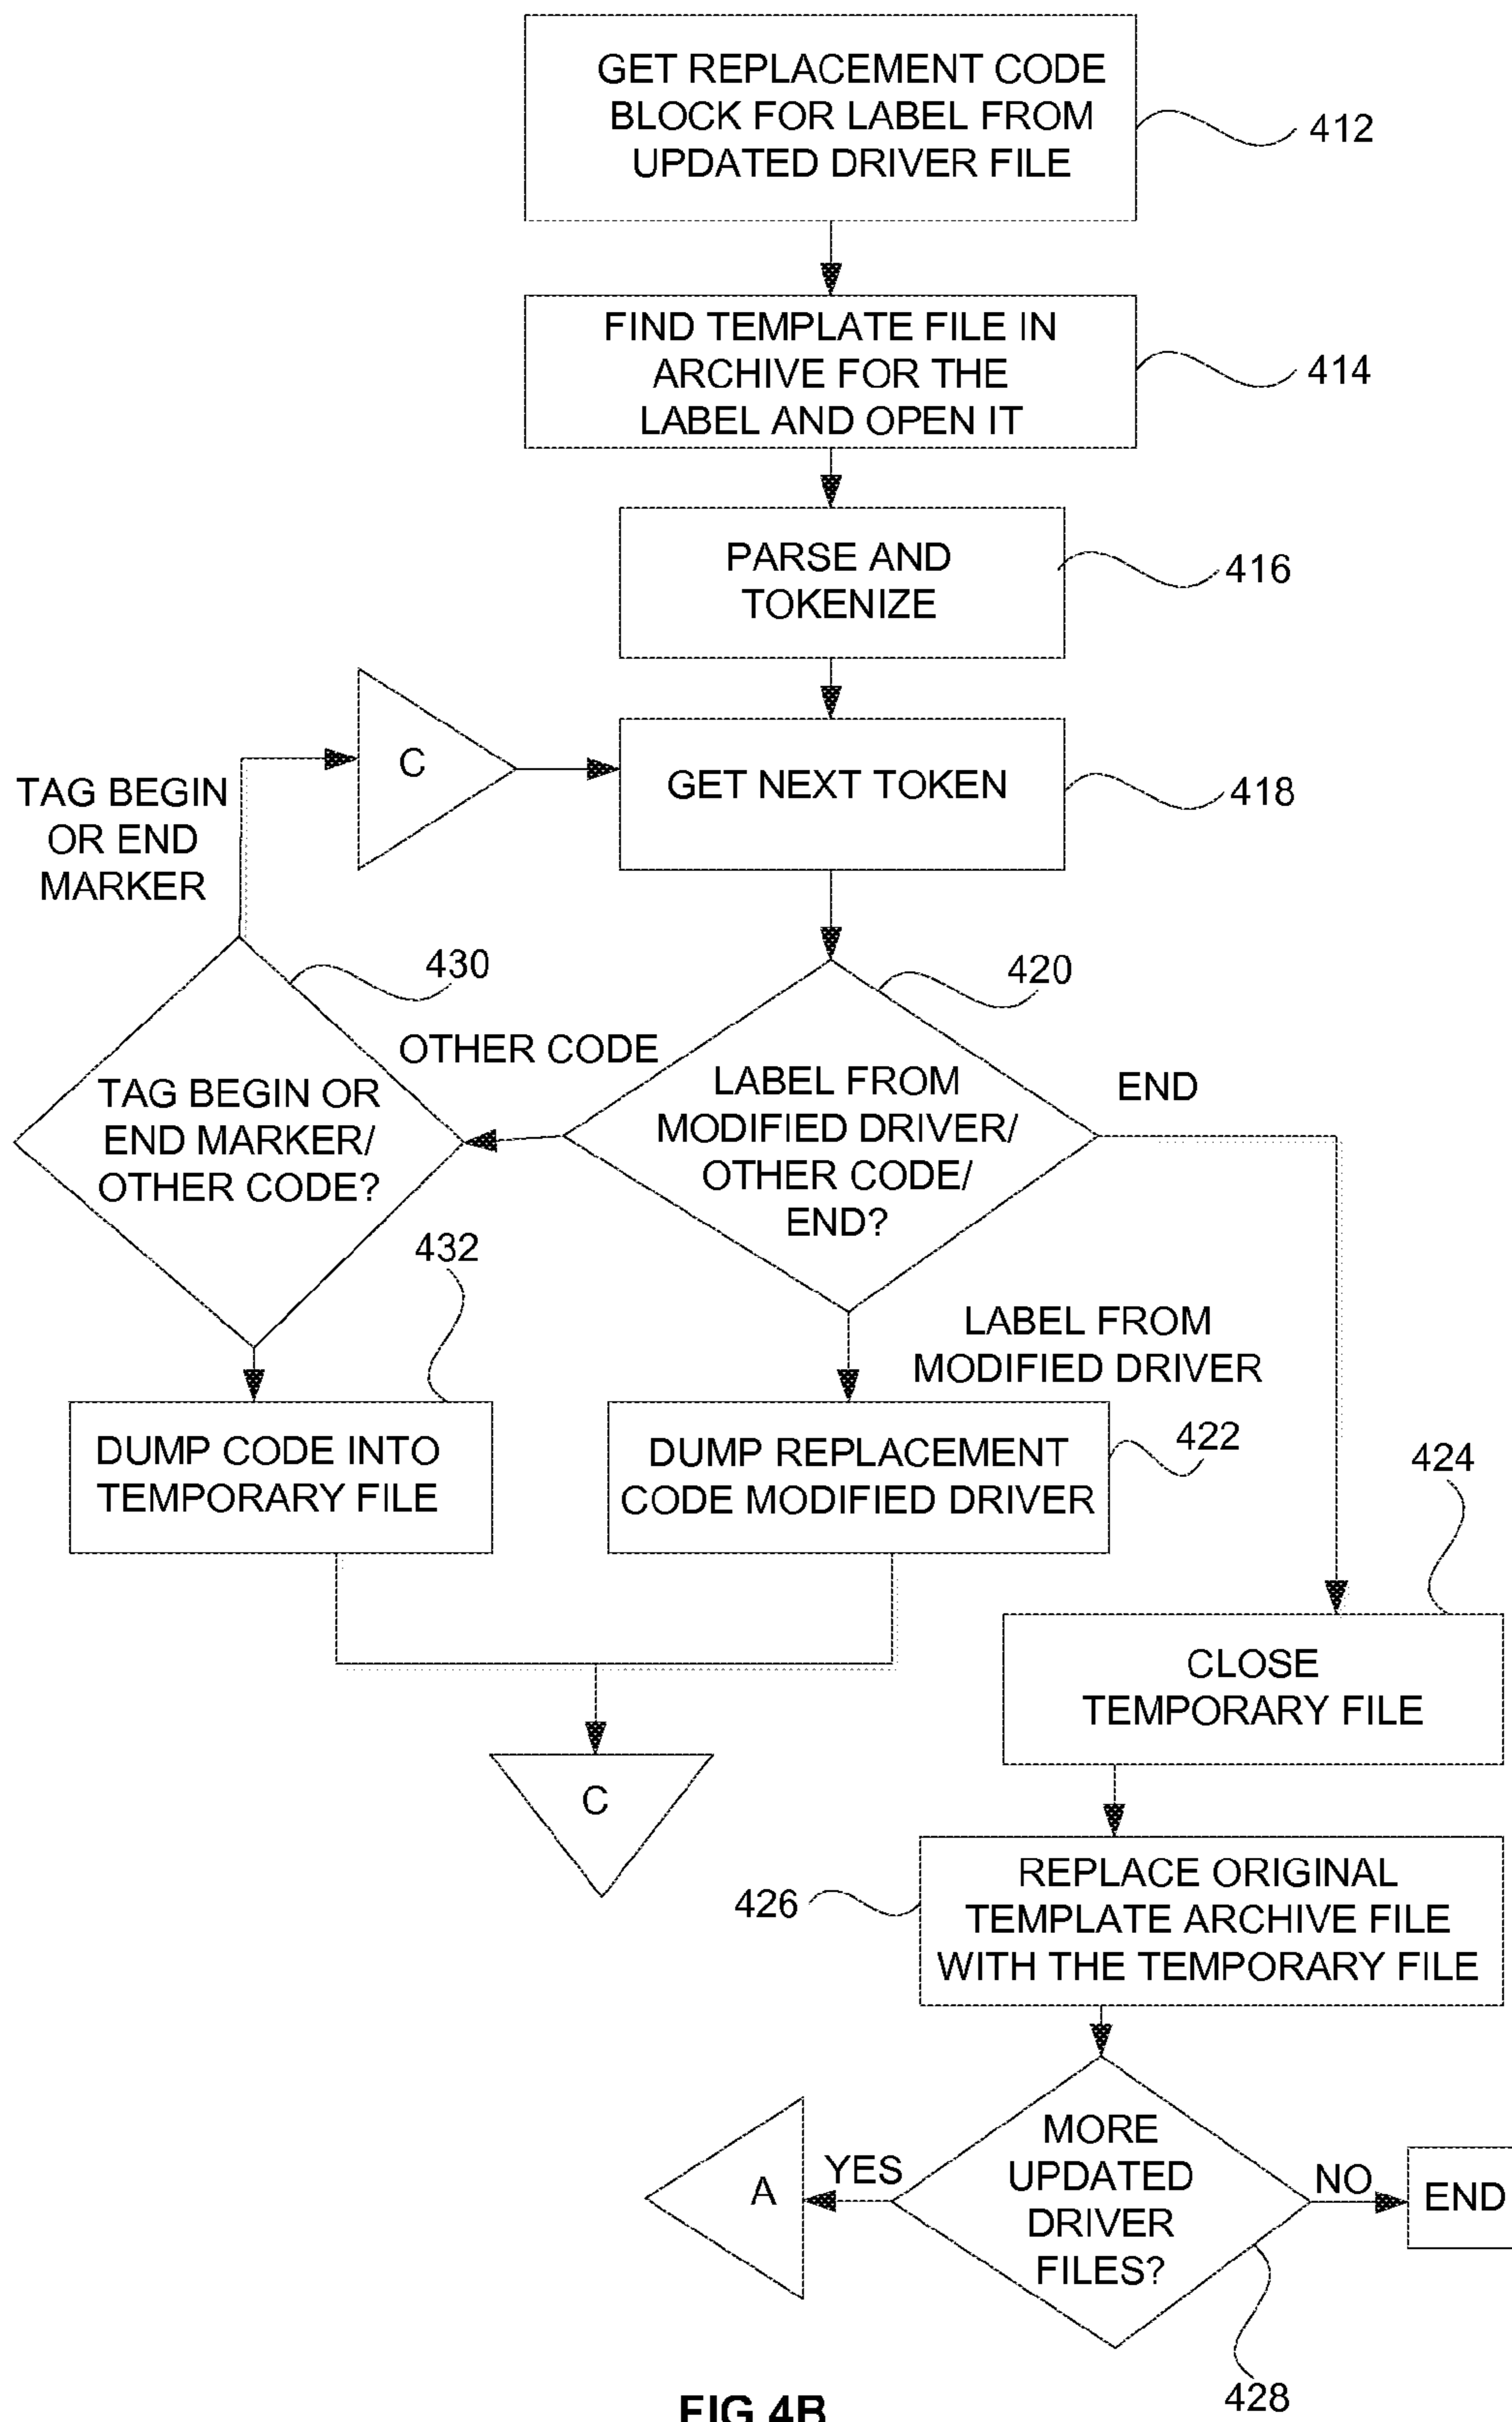 GET REPLACEMENT CODE
BLOCK FOR LABEL FROM
UPDATED DRIVER FILE
412
FIND TEMPLATE FILE IN
ARCHIVE FOR THE
LABEL AND OPEN IT
414
PARSE AND
TOKENIZE
416
C
GET NEXT TOKEN
418
TAG BEGIN
OR END
MARKER
430
420
OTHER CODE
END
TAG BEGIN OR
END MARKER/
OTHER CODE?
LABEL FROM
MODIFIED DRIVER/
OTHER CODE/
END?
432
LABEL FROM
MODIFIED DRIVER
DUMP CODE INTO
TEMPORARY FILE
DUMP REPLACEMENT
CODE MODIFIED DRIVER
422
424
CLOSE
TEMPORARY FILE
C
426
REPLACE ORIGINAL
TEMPLATE ARCHIVE FILE
WITH THE TEMPORARY FILE
A
YES
MORE
UPDATED
DRIVER
FILES?
NO
END
428
FIG 4B